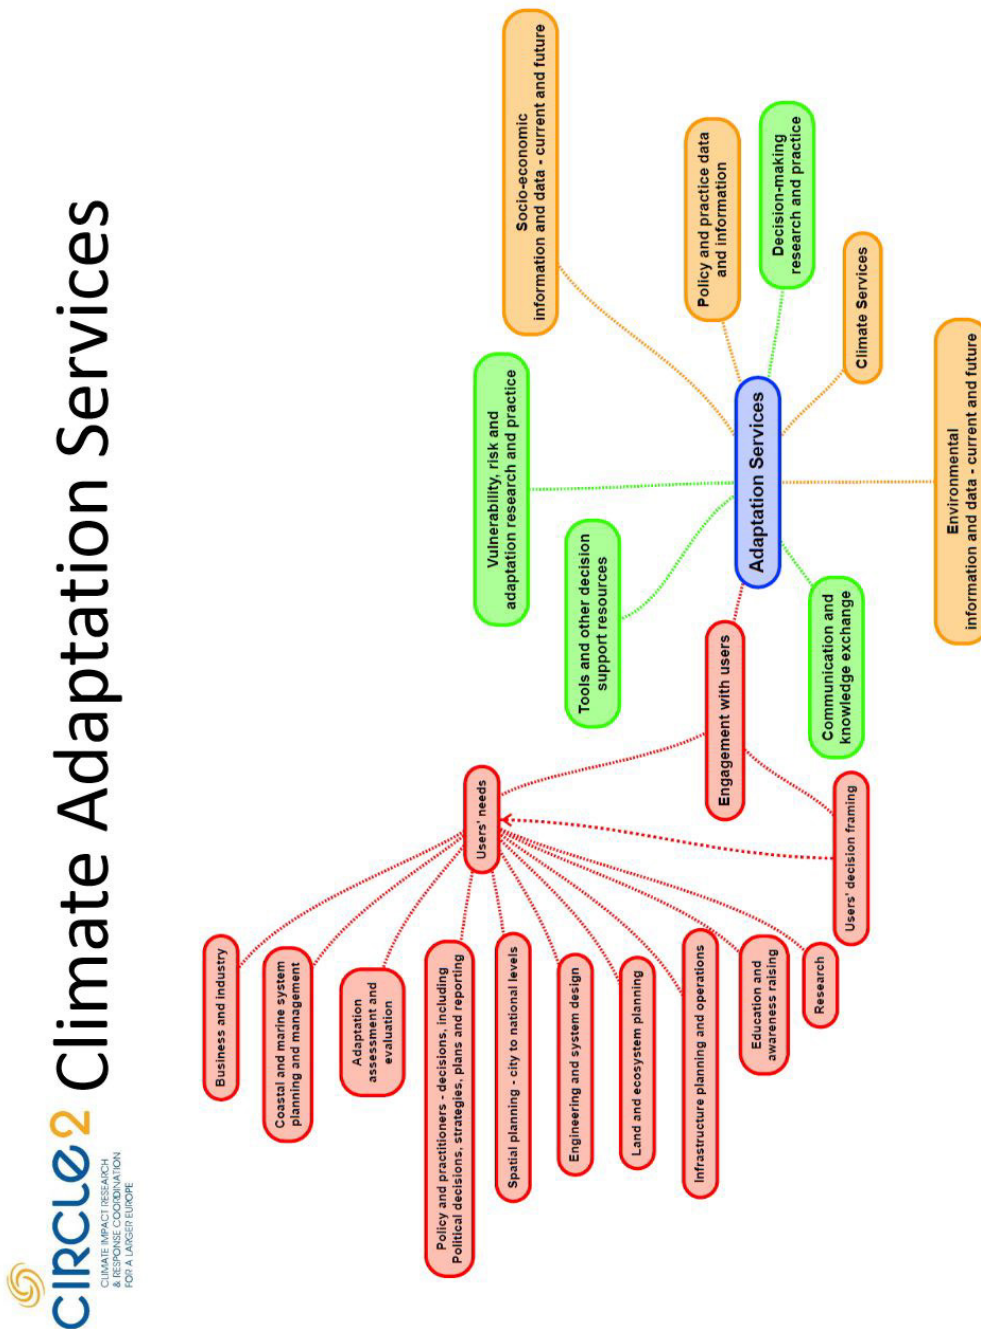 CIRCLE2
CLIMATE IMPACT RESEARCH
& RESPONSE COORDINATION
FOR A LARGER EUROPE
Climate Adaptation Services
Business and industry
Coastal and marine system
planning and management
Adaptation
assessment and
evaluation
Policy and practitioners - decisions, including
Political decisions, strategies, plans and reporting
Spatial planning - city to national levels
Engineering and system design
Land and ecosystem planning
Infrastructure planning and operations
Education and
awareness raising
Research
Users' needs
Users' decision framing
Engagement with users
Tools and other decision
support resources
Vulnerability, risk and
adaptation research and practice
Communication and
knowledge exchange
Adaptation Services
Socio-economic
information and data - current and future
Policy and practice data
and information
Decision-making
research and practice
Climate Services
Environmental
information and data - current and future